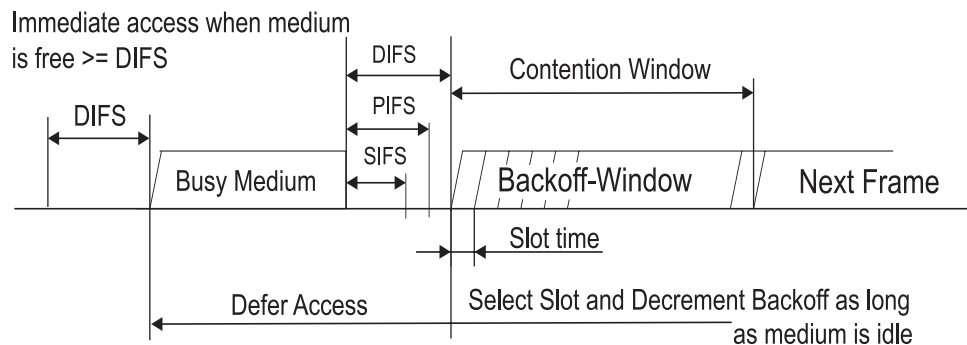 Immediate access when medium
is free >= DIFS
DIFS
DIFS
PIFS
SIFS
Contention Window
Busy Medium
Backoff-Window
Next Frame
Slot time
Defer Access
Select Slot and Decrement Backoff as long
as medium is idle